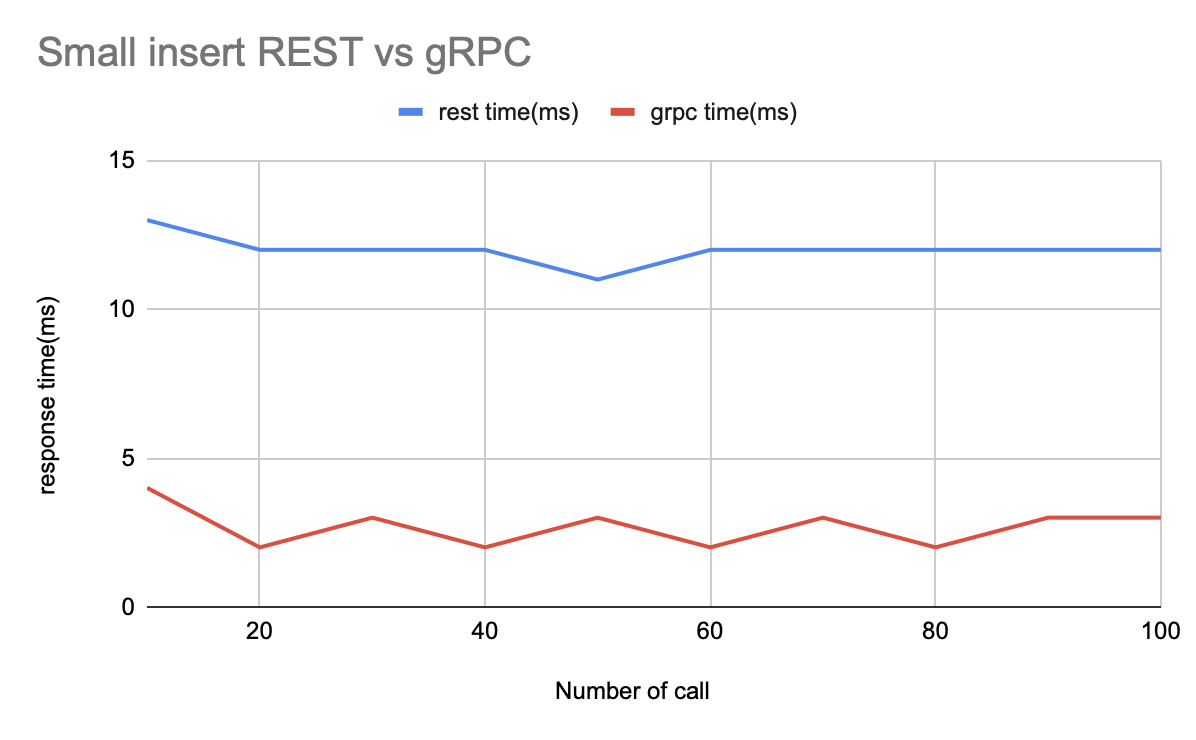 Small insert REST vs gRPC
rest time(ms) grpc time(ms)
15
10
5
0
response time(ms)
20 40 60 80 100
Number of call